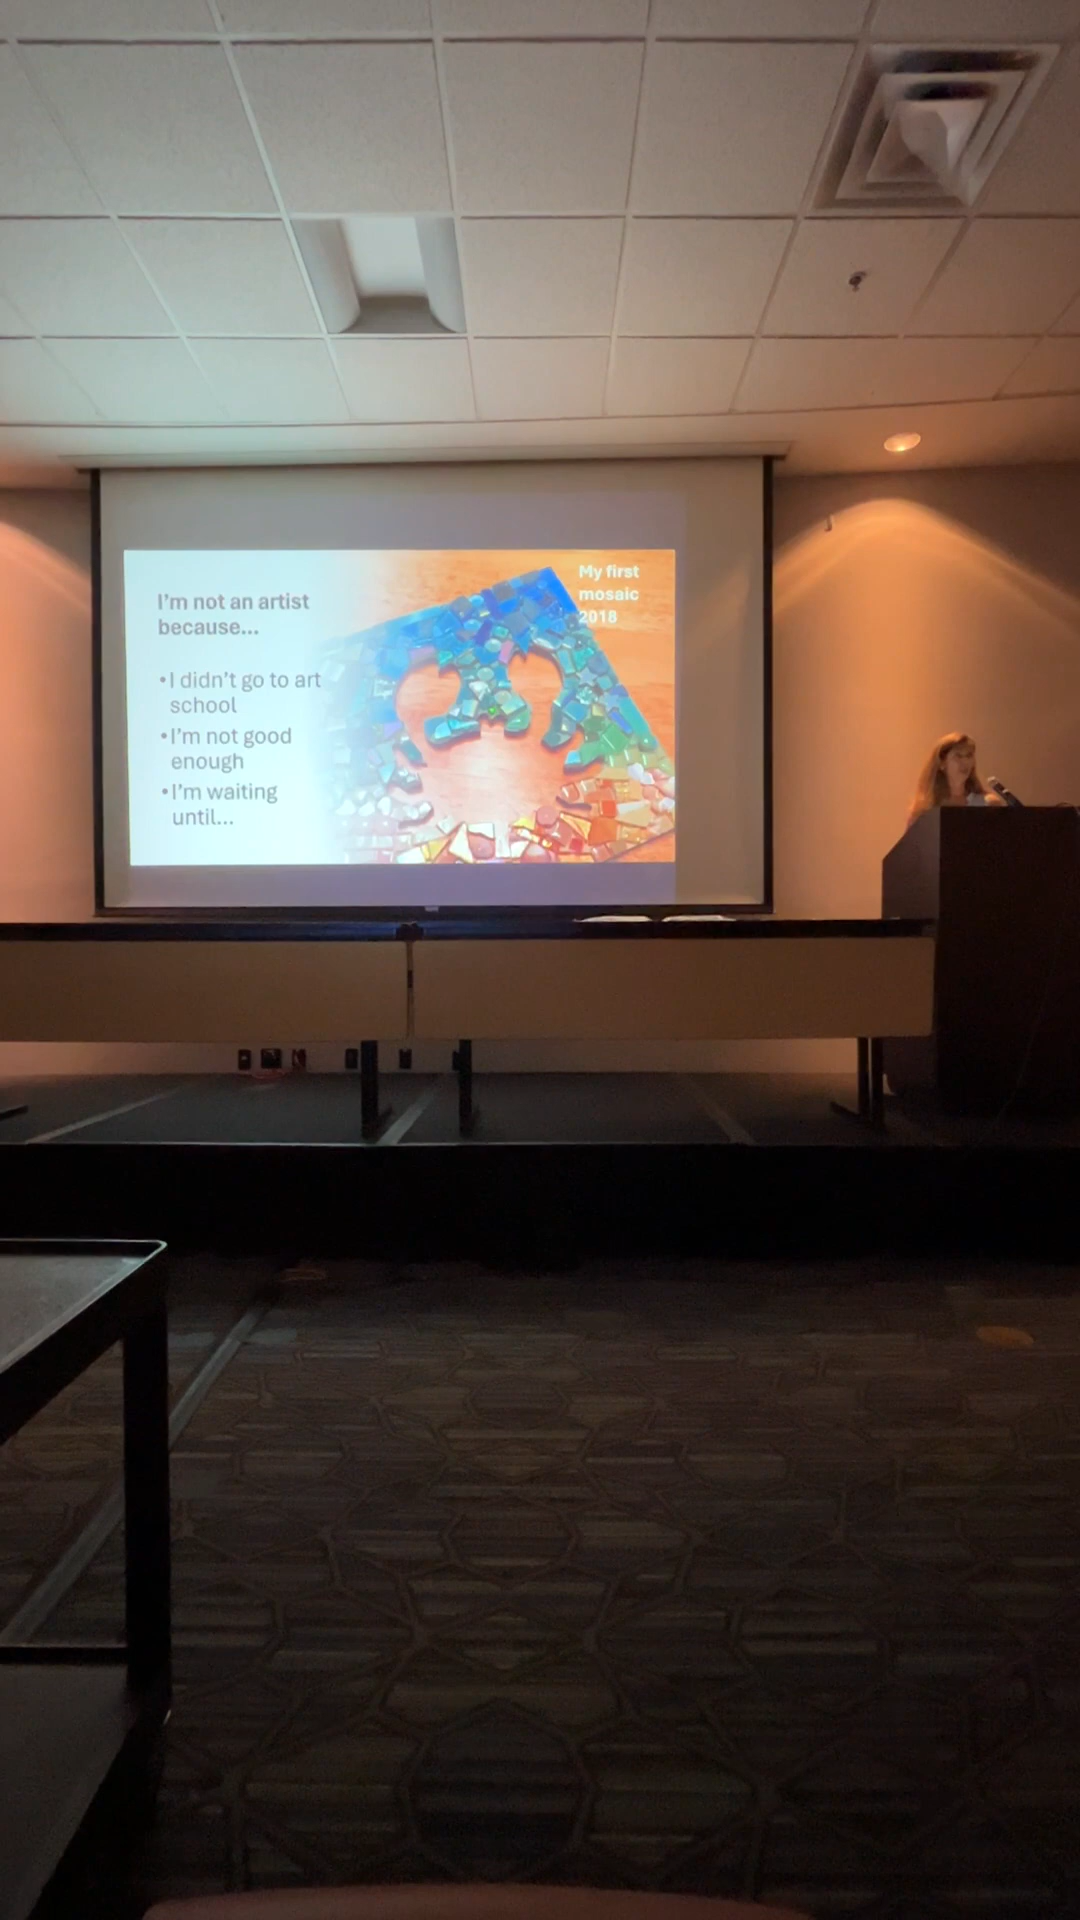 I'm not an artist
because...
•I didn't go to art
school
•I'm not good
enough
•I'm waiting
until...
My first
mosaic
2018